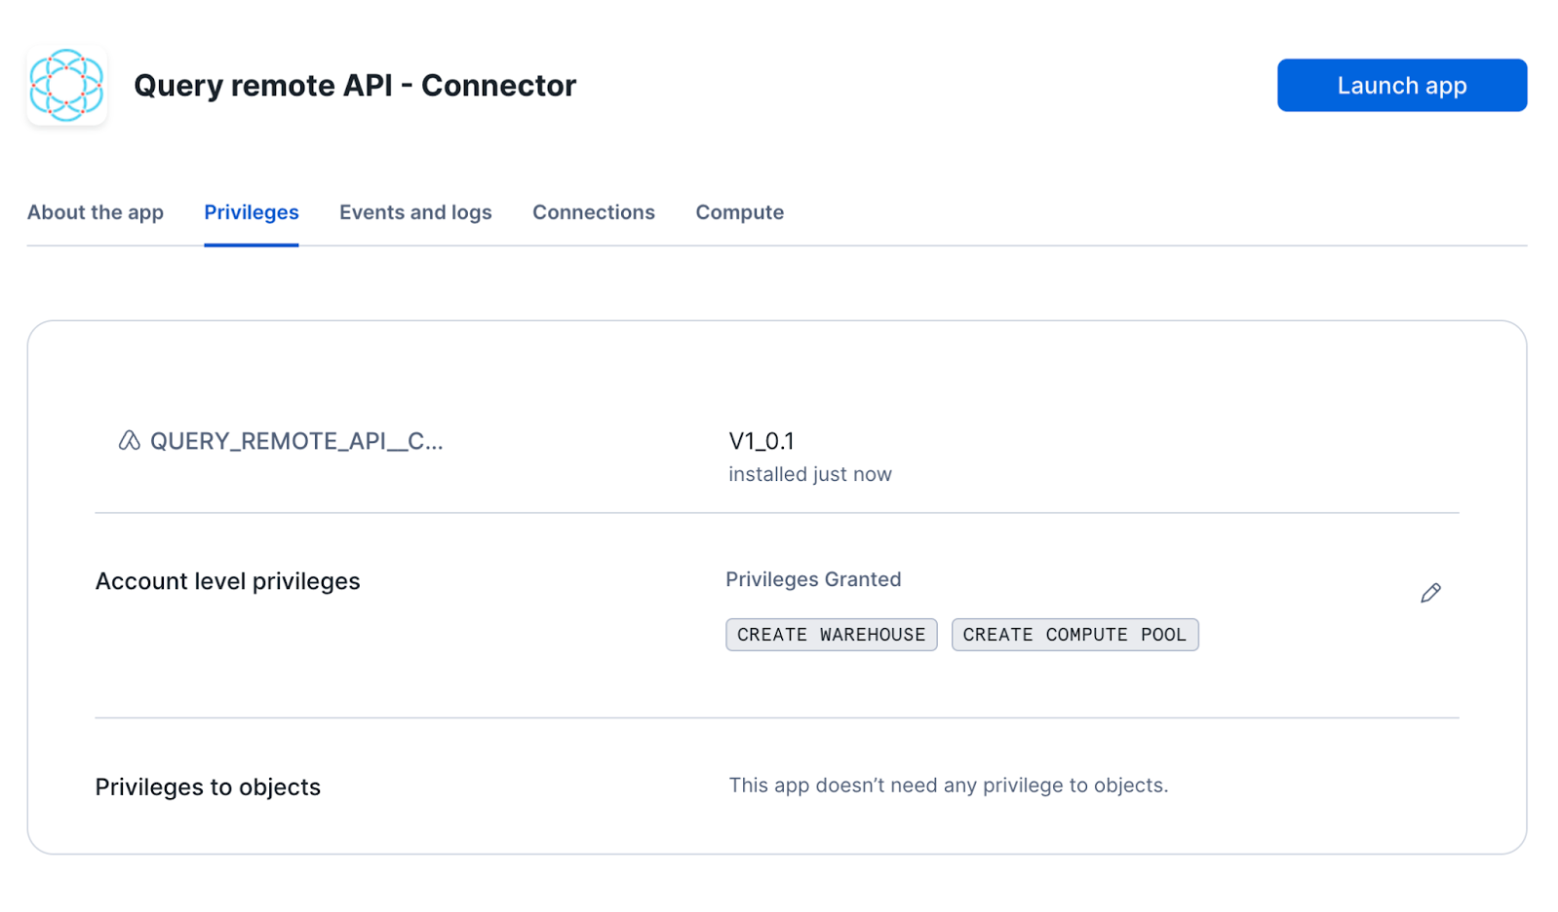 Query remote API - Connector
Launch app
About the app Privileges Events and logs Connections Compute
QUERY_REMOTE_API__C...
V1_0.1
installed just now
Account level privileges
Privileges Granted
CREATE WAREHOUSE CREATE COMPUTE POOL
Privileges to objects
This app doesn’t need any privilege to objects.